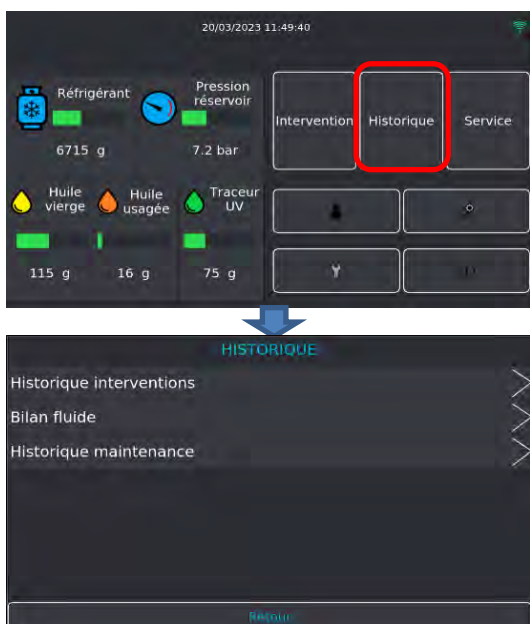 20/03/2023 11:49:40
Réfrigérant
Pression
réservoir
6715 g
7.2 bar
Huile
vierge
Huile
usagée
Traceur
UV
115 g
16 g
75 g
Intervention
Historique
Service
HISTORIQUE
Historique interventions
Bilan fluide
Historique maintenance
Retour